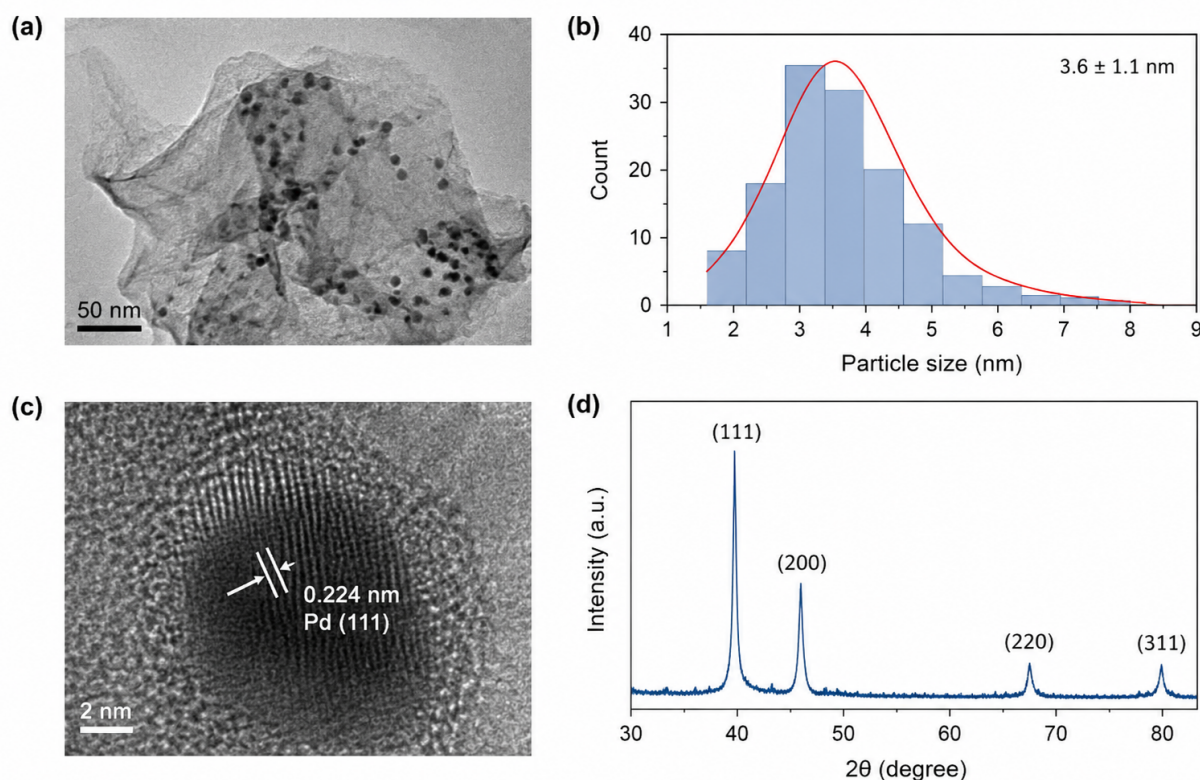 (a)
50 nm
(b)
40
30
20
10
0
Count
3.6 ± 1.1 nm
1 2 3 4 5 6 7 8 9
Particle size (nm)
(c)
0.224 nm
Pd (111)
2 nm
(d)
(111)
(200)
(220)
(311)
Intensity (a.u.)
30 40 50 60 70 80
2θ (degree)